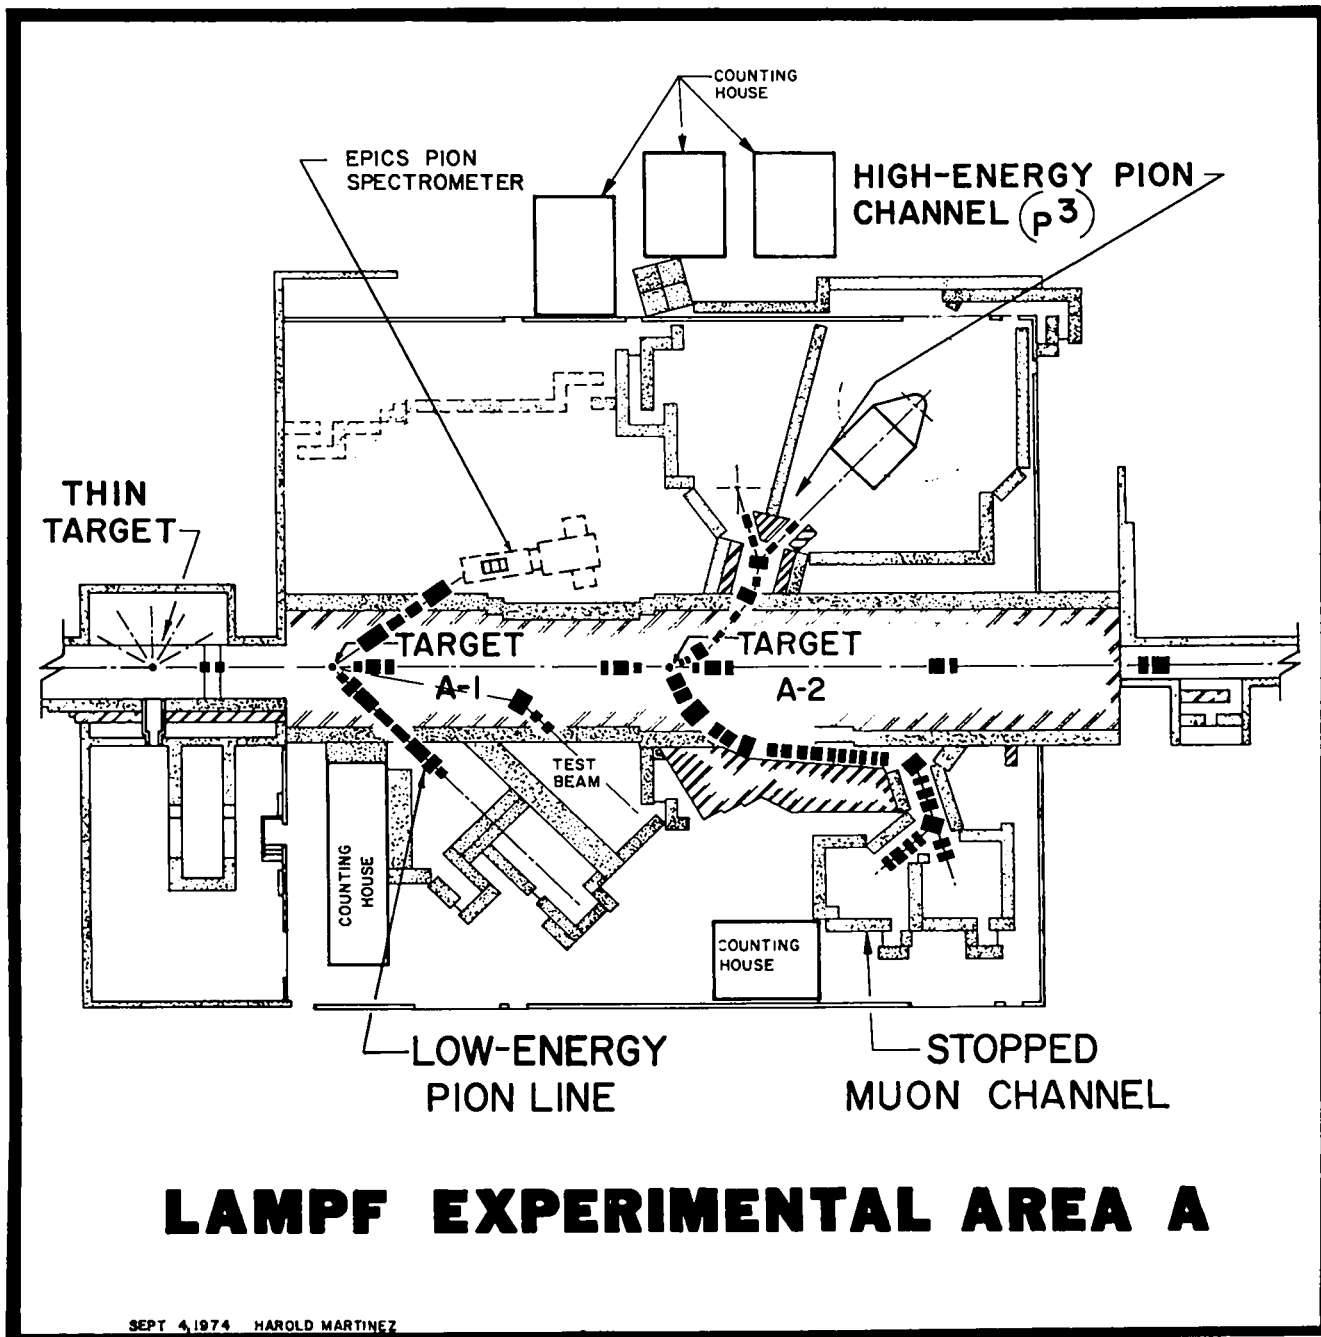 COUNTING
HOUSE
EPICS PION
SPECTROMETER
HIGH-ENERGY PION
CHANNEL (P3)
THIN
TARGET
TARGET
A-1
TARGET
A-2
TEST
BEAM
COUNTING
HOUSE
COUNTING
HOUSE
LOW-ENERGY
PION LINE
STOPPED
MUON CHANNEL
LAMPF EXPERIMENTAL AREA A
SEPT 4,1974 HAROLD MARTINEZ